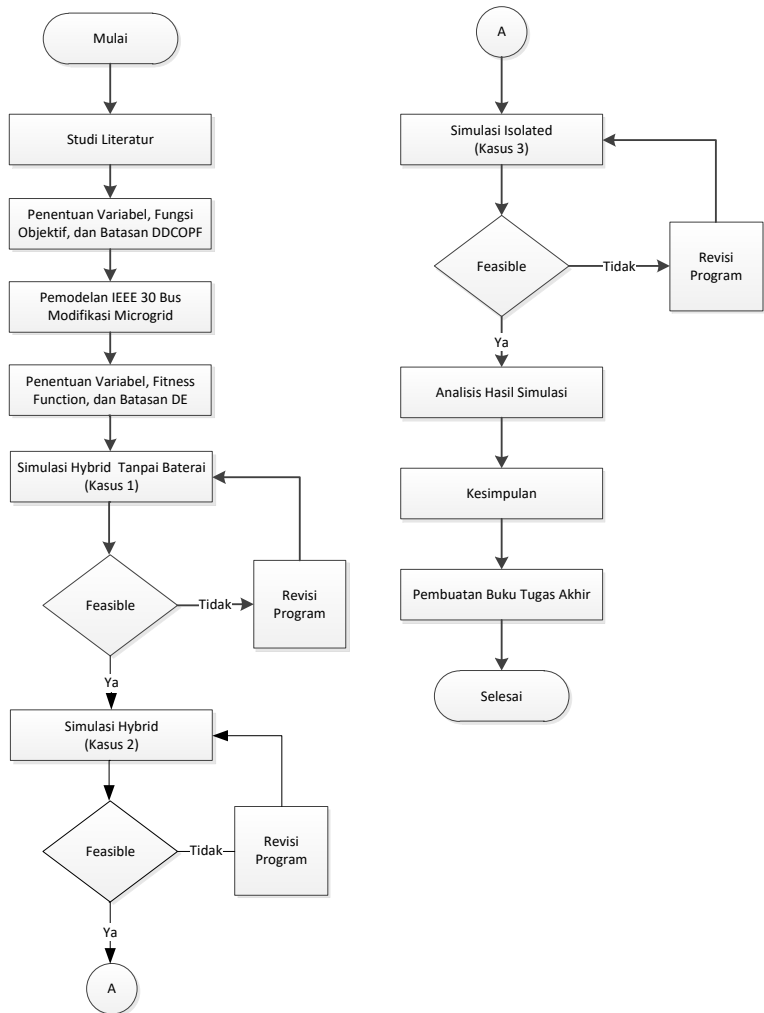 Mulai
Studi Literatur
Penentuan Variabel, Fungsi
Objektif, dan Batasan DDCOPF
Pemodelan IEEE 30 Bus
Modifikasi Microgrid
Penentuan Variabel, Fitness
Function, dan Batasan DE
Simulasi Hybrid Tanpai Baterai
(Kasus 1)
Feasible
Tidak
Revisi
Program
Ya
Simulasi Hybrid
(Kasus 2)
Feasible
Tidak
Revisi
Program
Ya
A
A
Simulasi Isolated
(Kasus 3)
Feasible
Tidak
Revisi
Program
Ya
Analisis Hasil Simulasi
Kesimpulan
Pembuatan Buku Tugas Akhir
Selesai